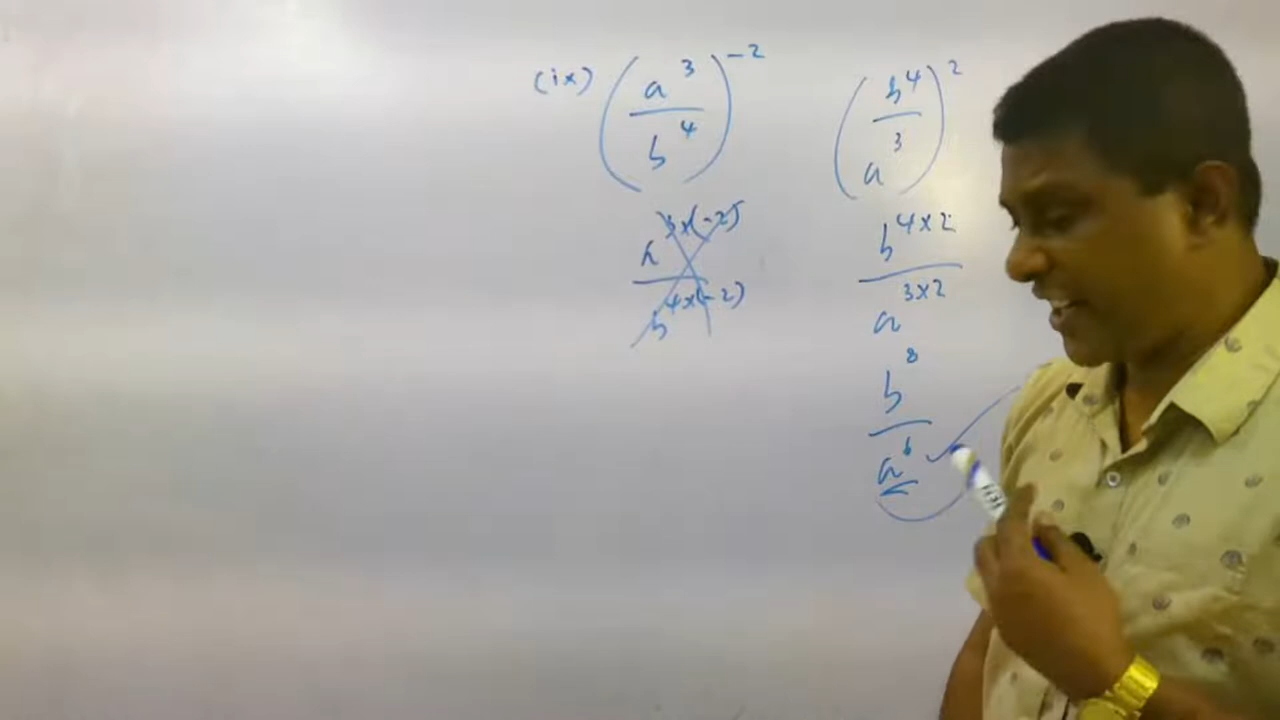 (ix) (a^3/b^4)^-2
a^3×(-2)/b^4×(-2)
(b^4/a^3)^2
b^4×2/a^3×2
b^8/a^6